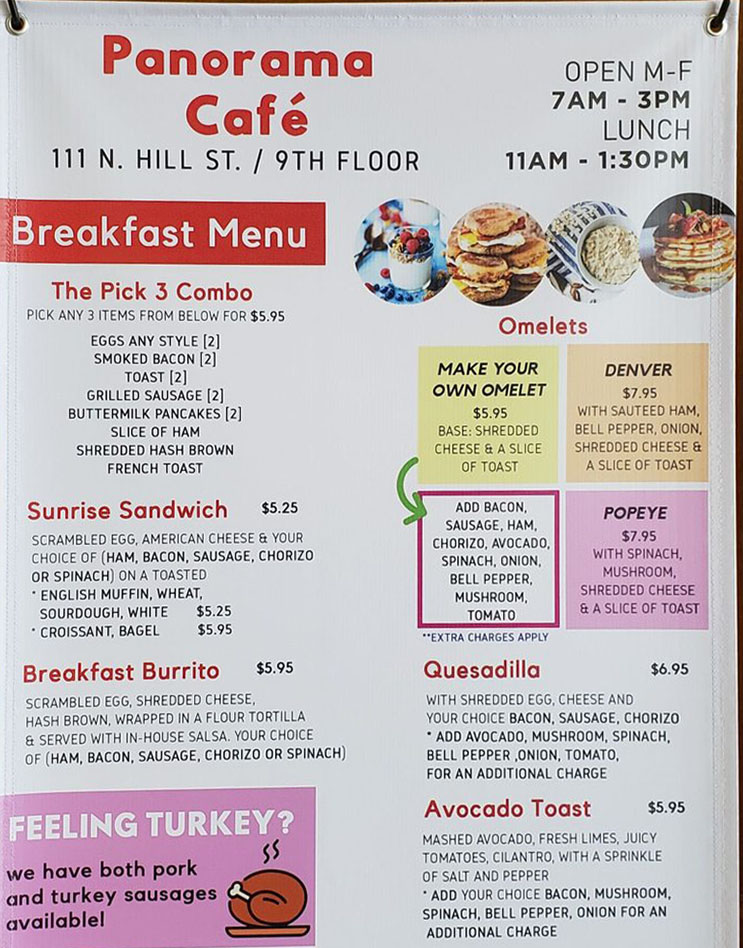 Panorama
Café
111 N. HILL ST. / 9TH FLOOR
OPEN M-F
7AM - 3PM
LUNCH
11AM - 1:30PM
Breakfast Menu
The Pick 3 Combo
PICK ANY 3 ITEMS FROM BELOW FOR $5.95
EGGS ANY STYLE [2]
SMOKED BACON [2]
TOAST [2]
GRILLED SAUSAGE [2]
BUTTERMILK PANCAKES [2]
SLICE OF HAM
SHREDDED HASH BROWN
FRENCH TOAST
Sunrise Sandwich $5.25
SCRAMBLED EGG, AMERICAN CHEESE & YOUR
CHOICE OF (HAM, BACON, SAUSAGE, CHORIZO
OR SPINACH) ON A TOASTED
* ENGLISH MUFFIN, WHEAT,
SOURDOUGH, WHITE $5.25
* CROISSANT, BAGEL $5.95
Breakfast Burrito $5.95
SCRAMBLED EGG, SHREDDED CHEESE,
HASH BROWN, WRAPPED IN A FLOUR TORTILLA
& SERVED WITH IN-HOUSE SALSA. YOUR CHOICE
OF (HAM, BACON, SAUSAGE, CHORIZO OR SPINACH)
FEELING TURKEY?
we have both pork
and turkey sausages
available!
Omelets
MAKE YOUR
OWN OMELET
$5.95
BASE: SHREDDED
CHEESE & A SLICE
OF TOAST
DENVER
$7.95
WITH SAUTEED HAM,
BELL PEPPER, ONION,
SHREDDED CHEESE &
A SLICE OF TOAST
ADD BACON,
SAUSAGE, HAM,
CHORIZO, AVOCADO,
SPINACH, ONION,
BELL PEPPER,
MUSHROOM,
TOMATO
**EXTRA CHARGES APPLY
POPEYE
$7.95
WITH SPINACH,
MUSHROOM,
SHREDDED CHEESE
& A SLICE OF TOAST
Quesadilla $6.95
WITH SHREDDED EGG, CHEESE AND
YOUR CHOICE BACON, SAUSAGE, CHORIZO
* ADD AVOCADO, MUSHROOM, SPINACH,
BELL PEPPER ,ONION, TOMATO,
FOR AN ADDITIONAL CHARGE
Avocado Toast $5.95
MASHED AVOCADO, FRESH LIMES, JUICY
TOMATOES, CILANTRO, WITH A SPRINKLE
OF SALT AND PEPPER
* ADD YOUR CHOICE BACON, MUSHROOM,
SPINACH, BELL PEPPER, ONION FOR AN
ADDITIONAL CHARGE